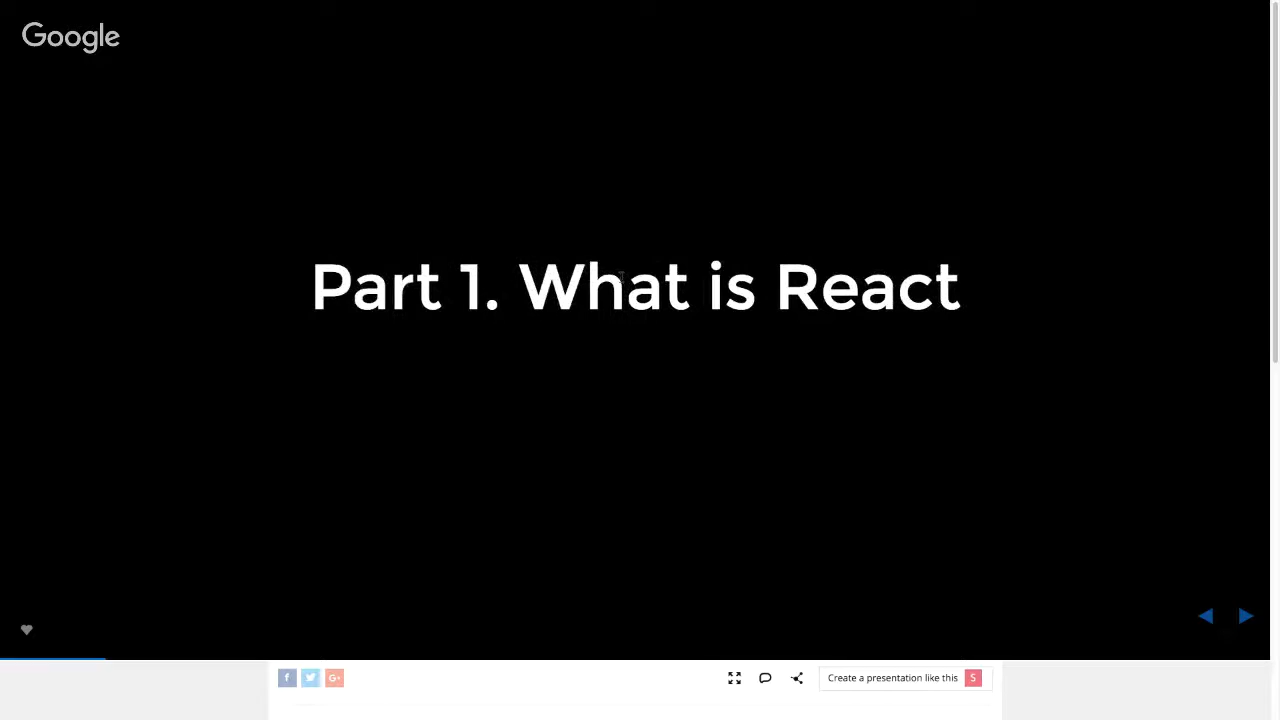 Google
Part 1. What is React
f
G+
Create a presentation like this S